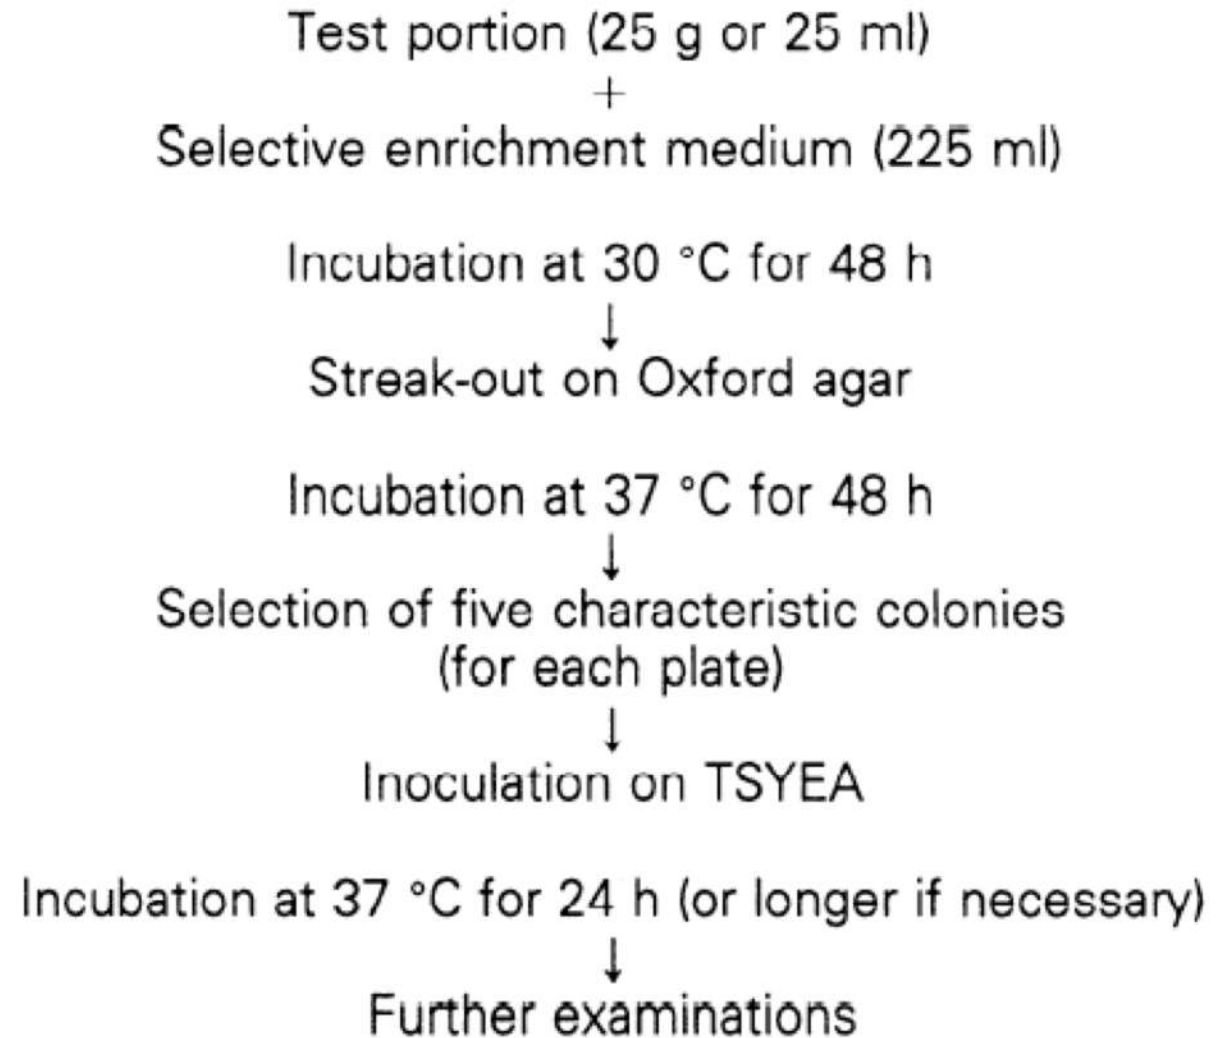 Test portion (25 g or 25 ml)
+
Selective enrichment medium (225 ml)
Incubation at 30 °C for 48 h
↓
Streak-out on Oxford agar
Incubation at 37 °C for 48 h
↓
Selection of five characteristic colonies
(for each plate)
↓
Inoculation on TSYEA
Incubation at 37 °C for 24 h (or longer if necessary)
↓
Further examinations